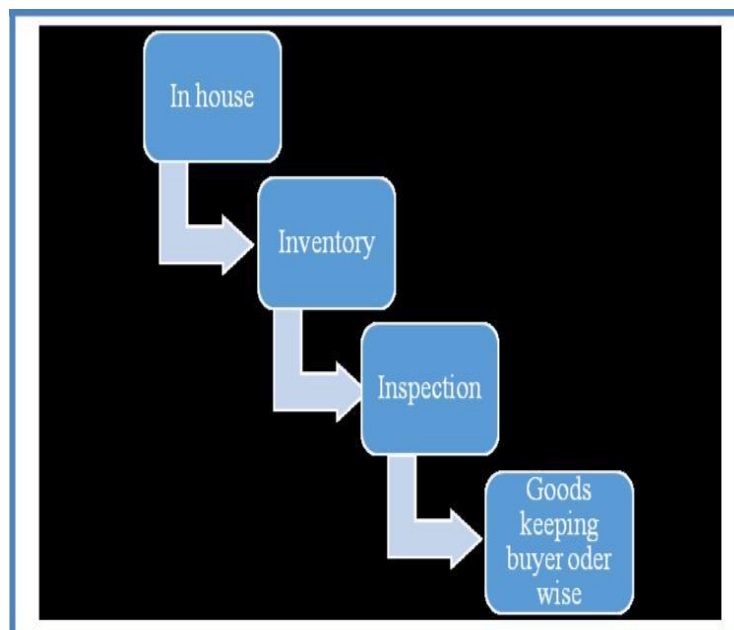 In house
Inventory
Inspection
Goods
keeping
buyer oder
wise